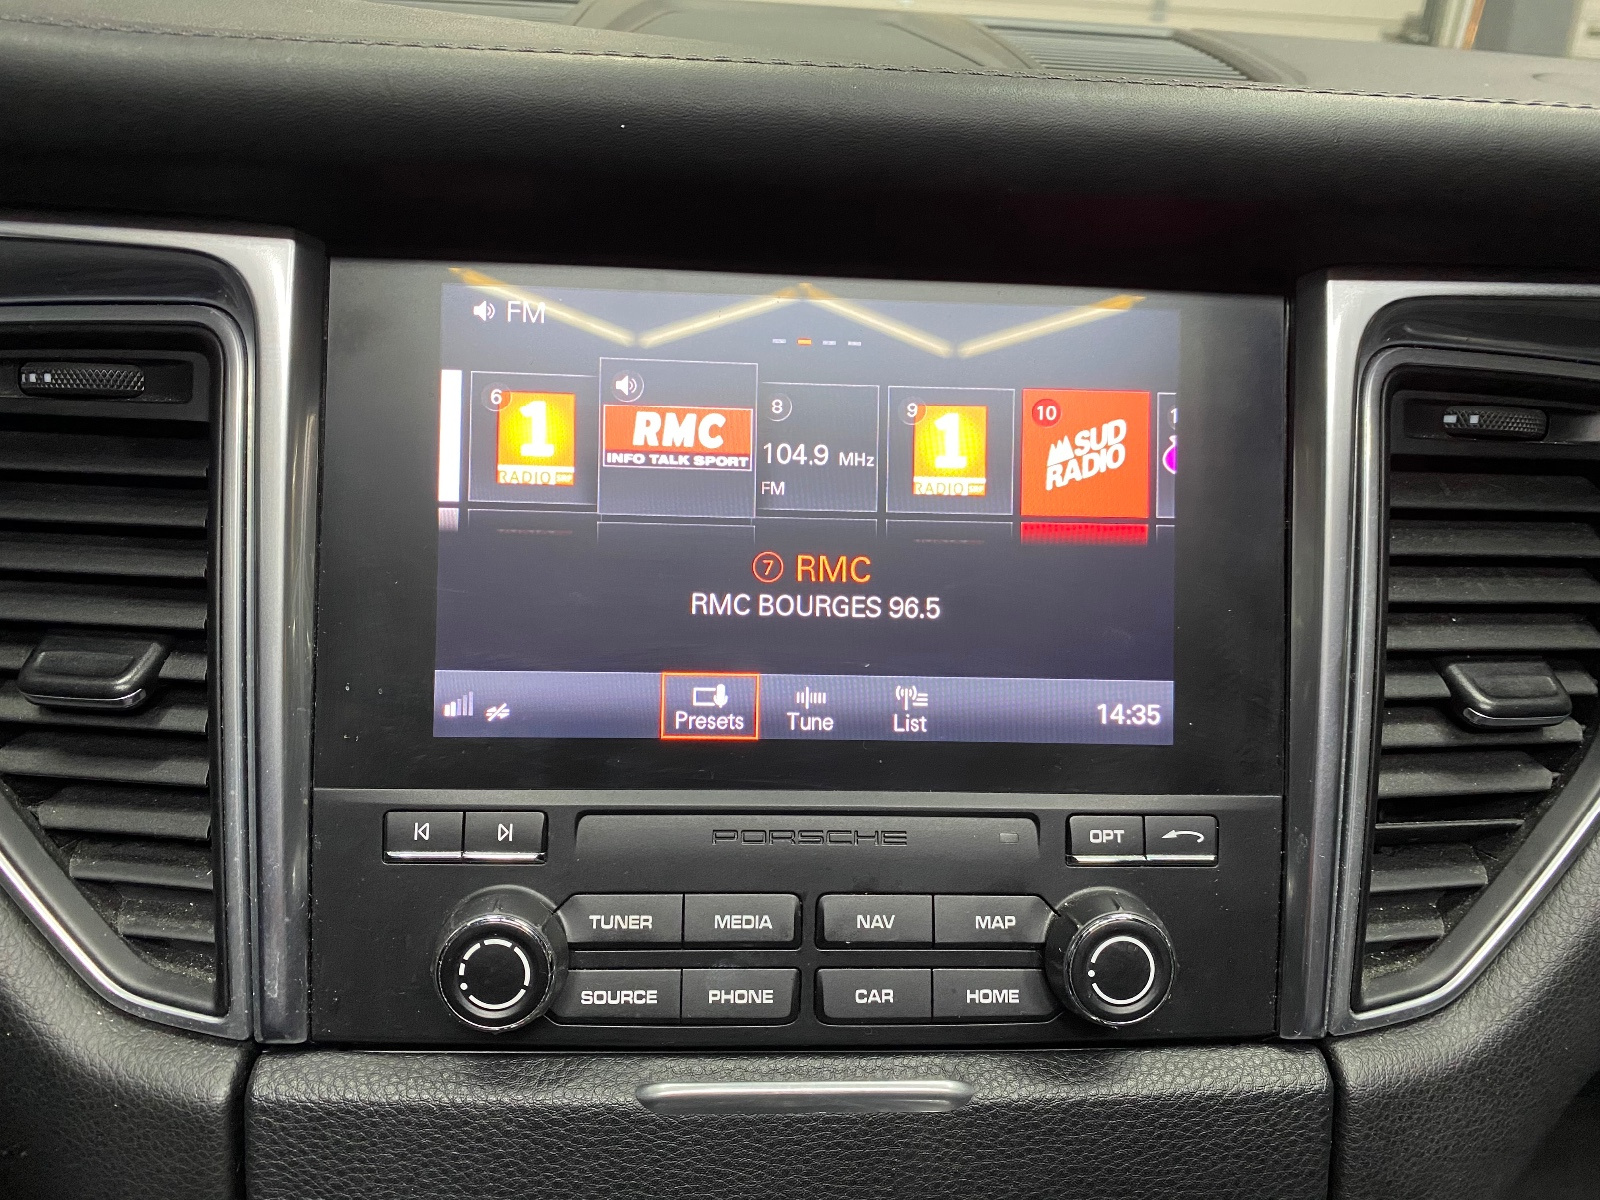 FM
6
1
RADIO
RMC
INFO TALK SPORT
8
104.9 MHz
FM
9
1
RADIO
10
SUD
RADIO
1
7 RMC
RMC BOURGES 96.5
Presets
Tune
List
14:35
PORSCHE
OPT
TUNER
MEDIA
NAV
MAP
SOURCE
PHONE
CAR
HOME